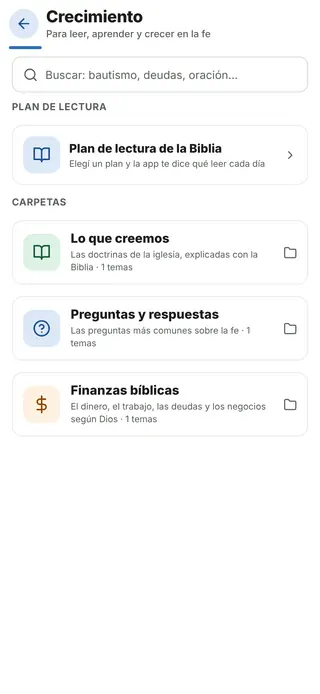 Crecimiento
Para leer, aprender y crecer en la fe
Buscar: bautismo, deudas, oración...
PLAN DE LECTURA
Plan de lectura de la Biblia
Elegí un plan y la app te dice qué leer cada día
CARPETAS
Lo que creemos
Las doctrinas de la iglesia, explicadas con la
Biblia · 1 temas
Preguntas y respuestas
Las preguntas más comunes sobre la fe · 1
temas
Finanzas bíblicas
El dinero, el trabajo, las deudas y los negocios
según Dios · 1 temas